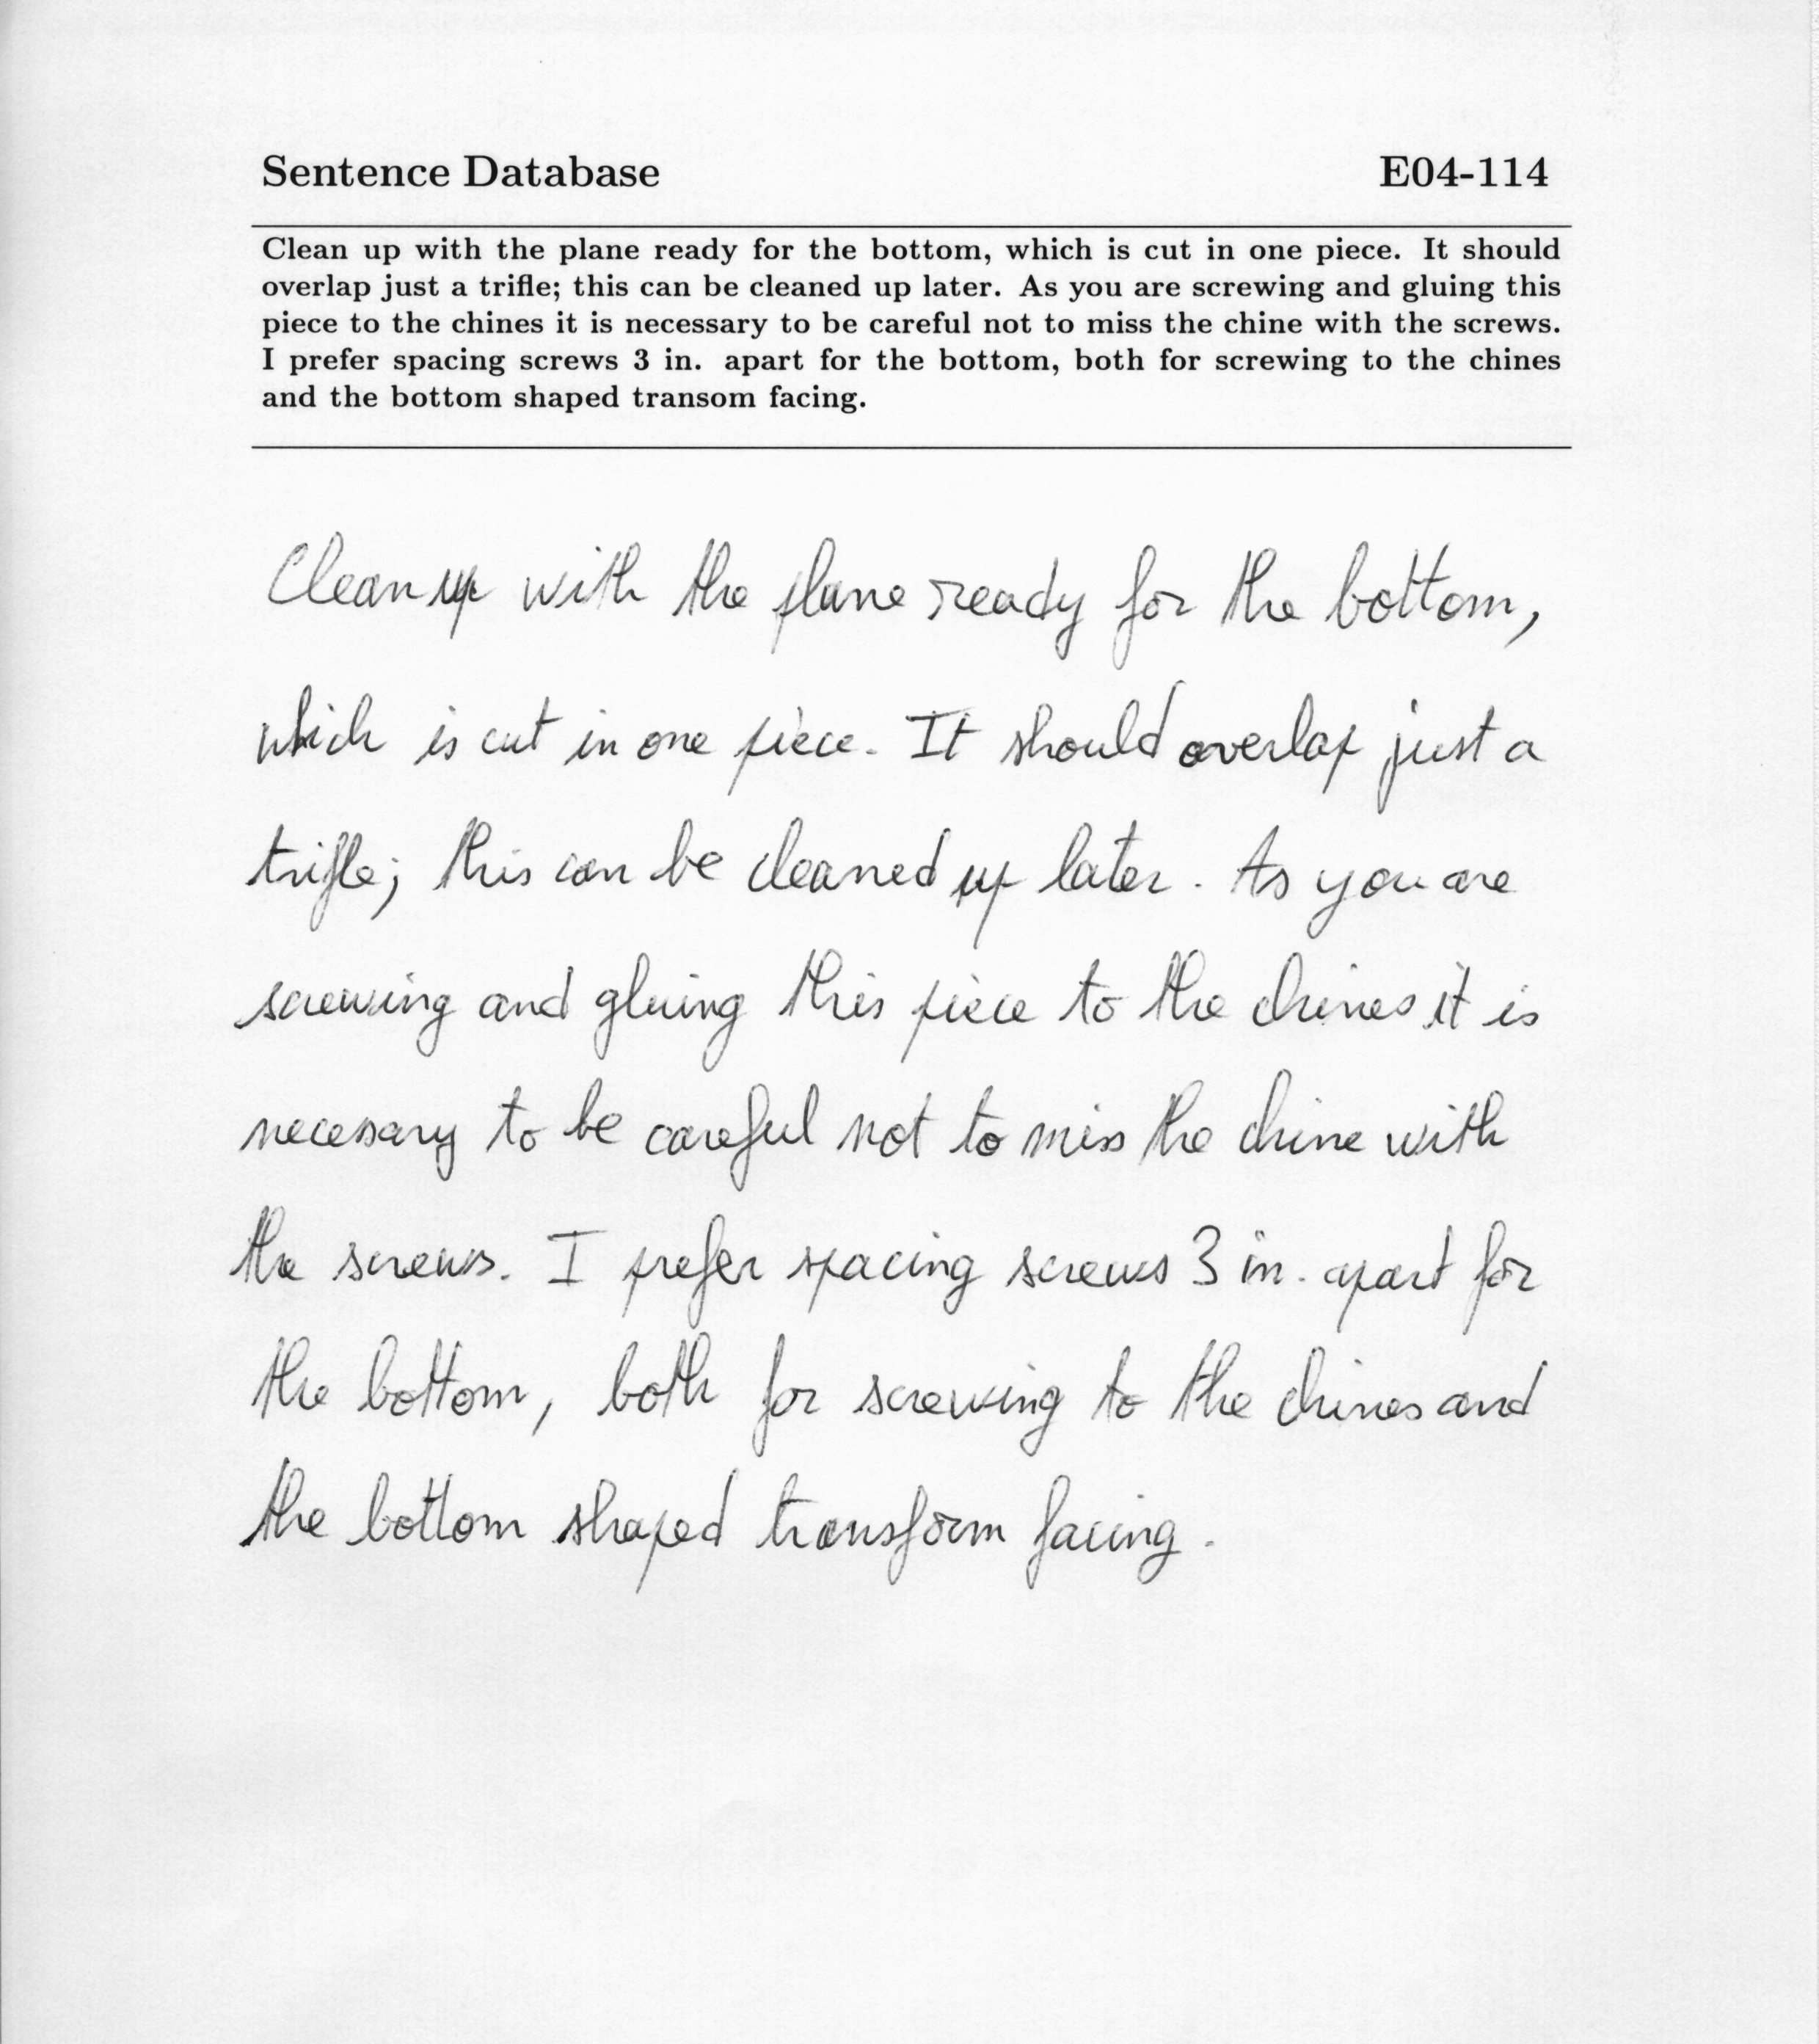 Sentence Database E04-114
Clean up with the plane ready for the bottom, which is cut in one piece. It should
overlap just a trifle; this can be cleaned up later. As you are screwing and gluing this
piece to the chines it is necessary to be careful not to miss the chine with the screws.
I prefer spacing screws 3 in. apart for the bottom, both for screwing to the chines
and the bottom shaped transom facing.
Clean up with the plane ready for the bottom,
which is cut in one piece. It should overlap just a
trifle; this can be cleaned up later. As you are
screwing and gluing this piece to the chines it is
necesary to be careful not to miss the chine with
the screws. I prefer spacing screws 3 in. apart for
the bottom, both for screwing to the chines and
the bottom shaped transform facing.